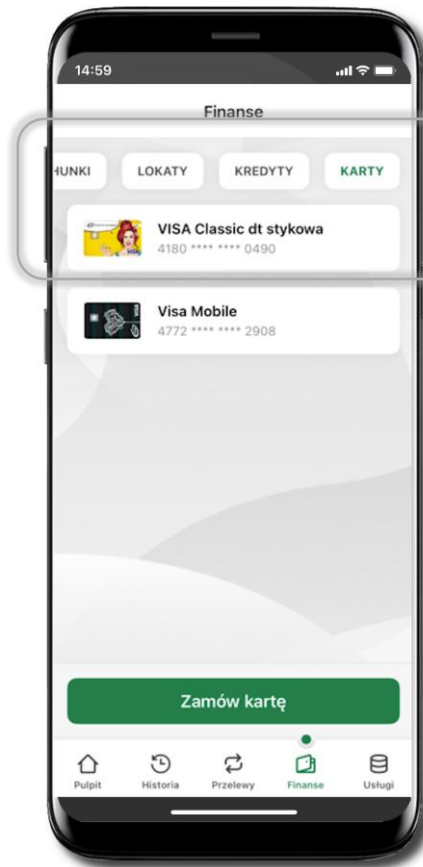 14:59
Finanse
HUNKI LOKATY KREDYTY KARTY
VISA Classic dt stykowa
4180 **** **** 0490
Visa Mobile
4772 **** **** 2908
Zamów kartę
Pulpit Historia Przelewy Finanse Usługi